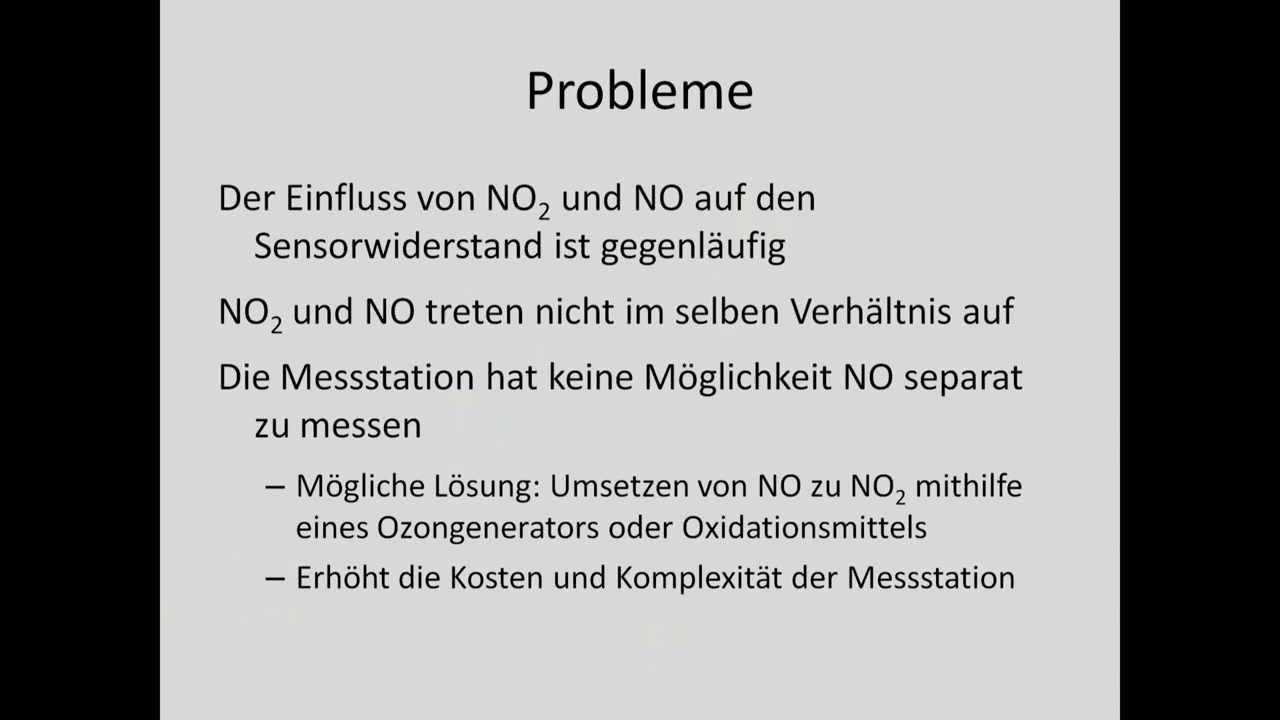 Probleme
Der Einfluss von NO₂ und NO auf den
Sensorwiderstand ist gegenläufig
NO₂ und NO treten nicht im selben Verhältnis auf
Die Messstation hat keine Möglichkeit NO separat
zu messen
– Mögliche Lösung: Umsetzen von NO zu NO₂ mithilfe
eines Ozongenerators oder Oxidationsmittels
– Erhöht die Kosten und Komplexität der Messstation